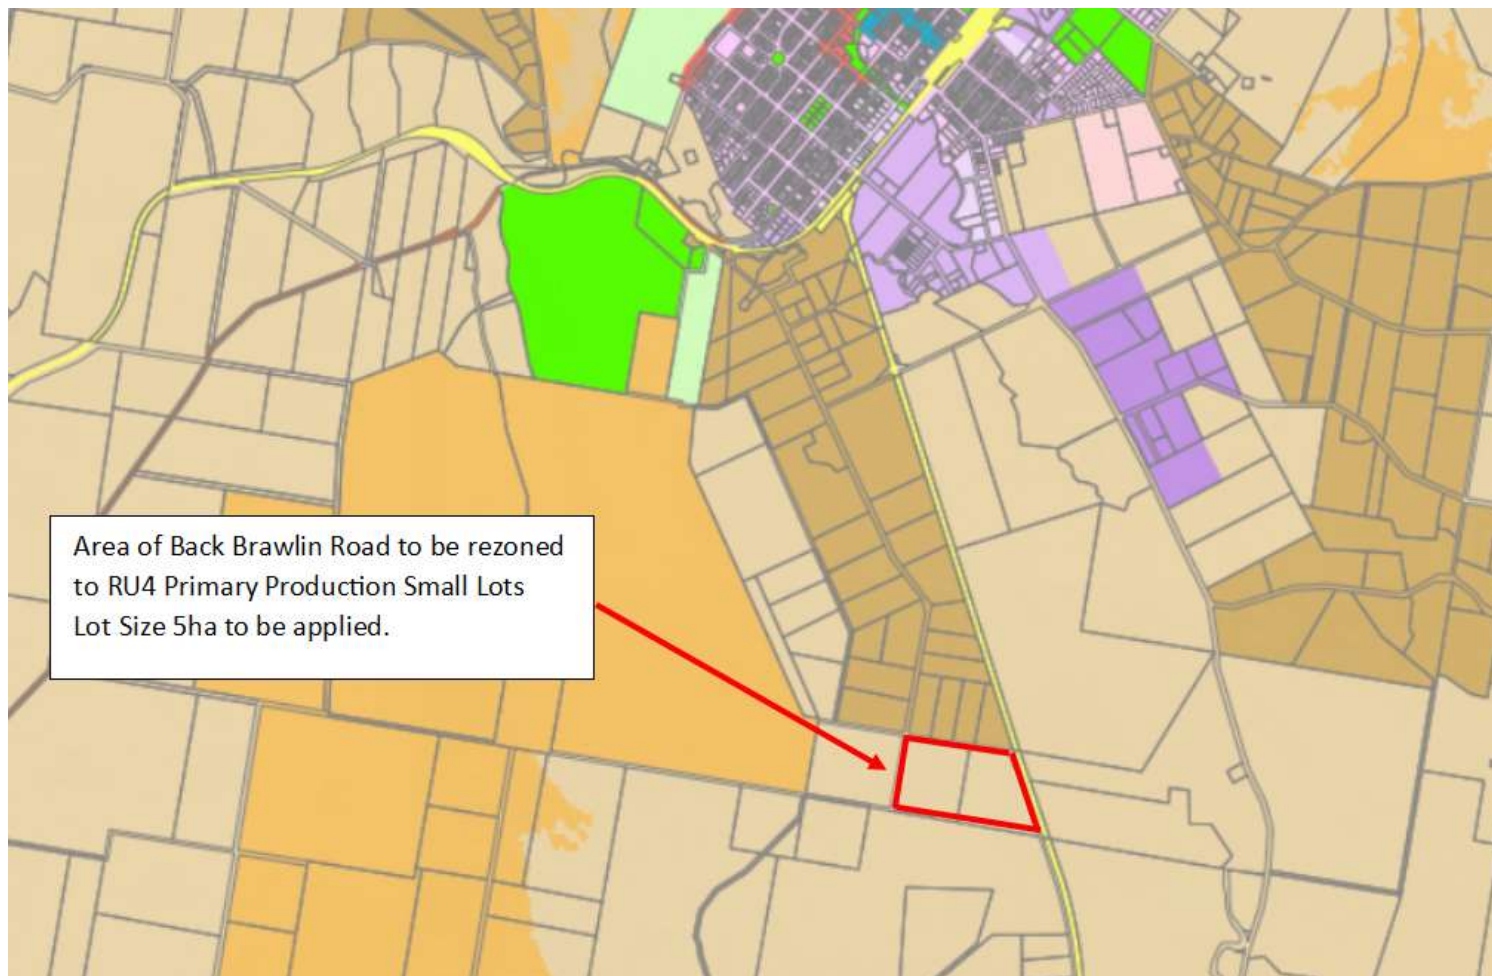 Area of Back Brawlin Road to be rezoned
to RU4 Primary Production Small Lots
Lot Size 5ha to be applied.